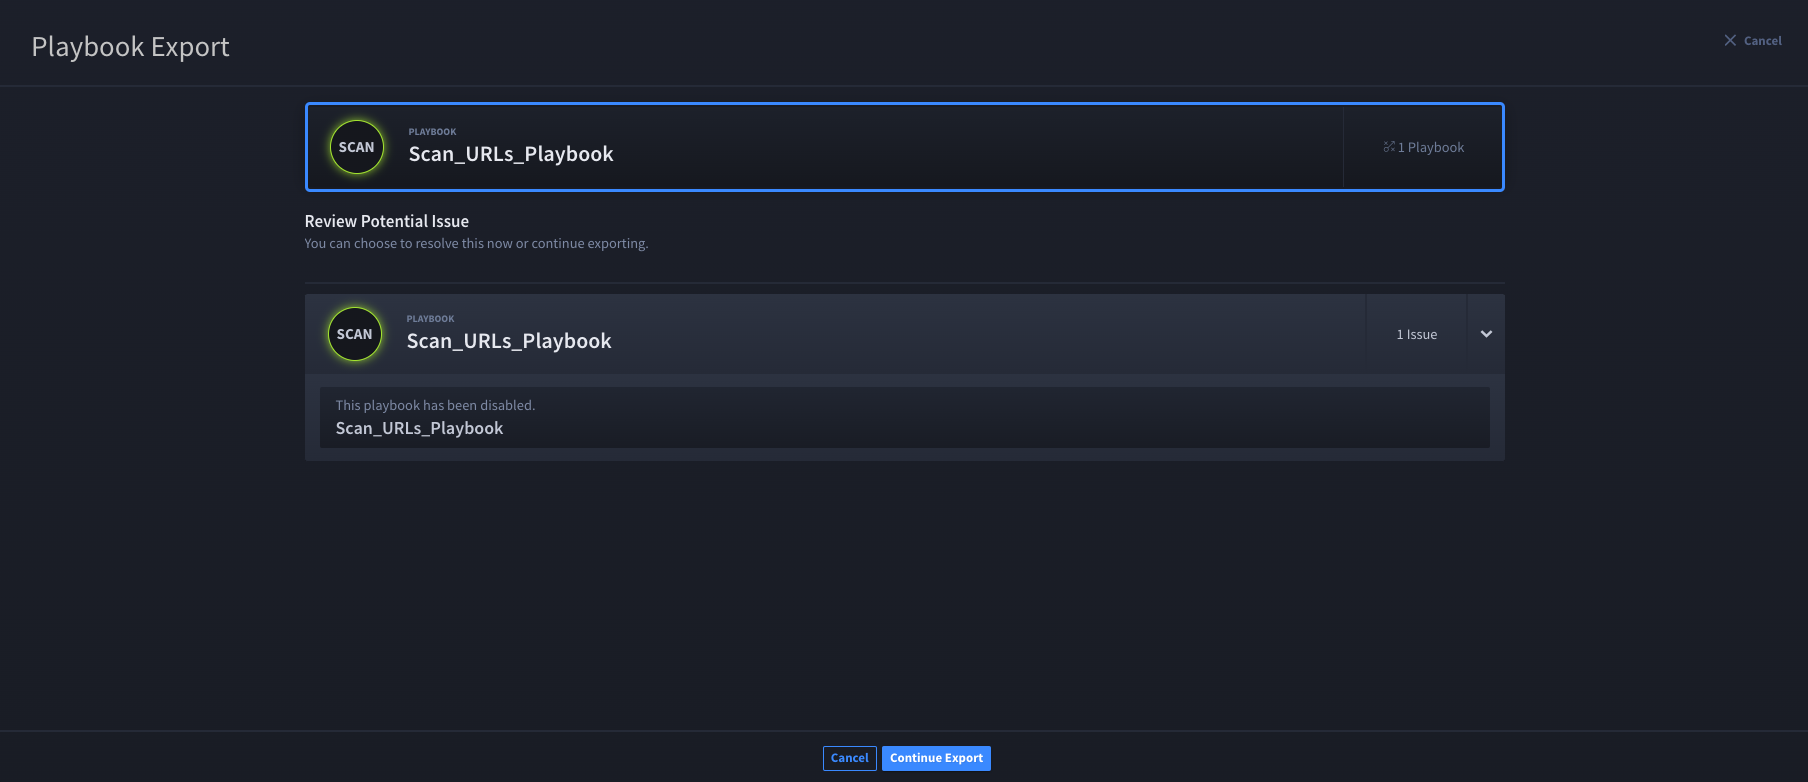 Playbook Export
Cancel
SCAN
PLAYBOOK
Scan_URLs_Playbook
1 Playbook
Review Potential Issue
You can choose to resolve this now or continue exporting.
SCAN
PLAYBOOK
Scan_URLs_Playbook
1 Issue
This playbook has been disabled.
Scan_URLs_Playbook
Cancel
Continue Export